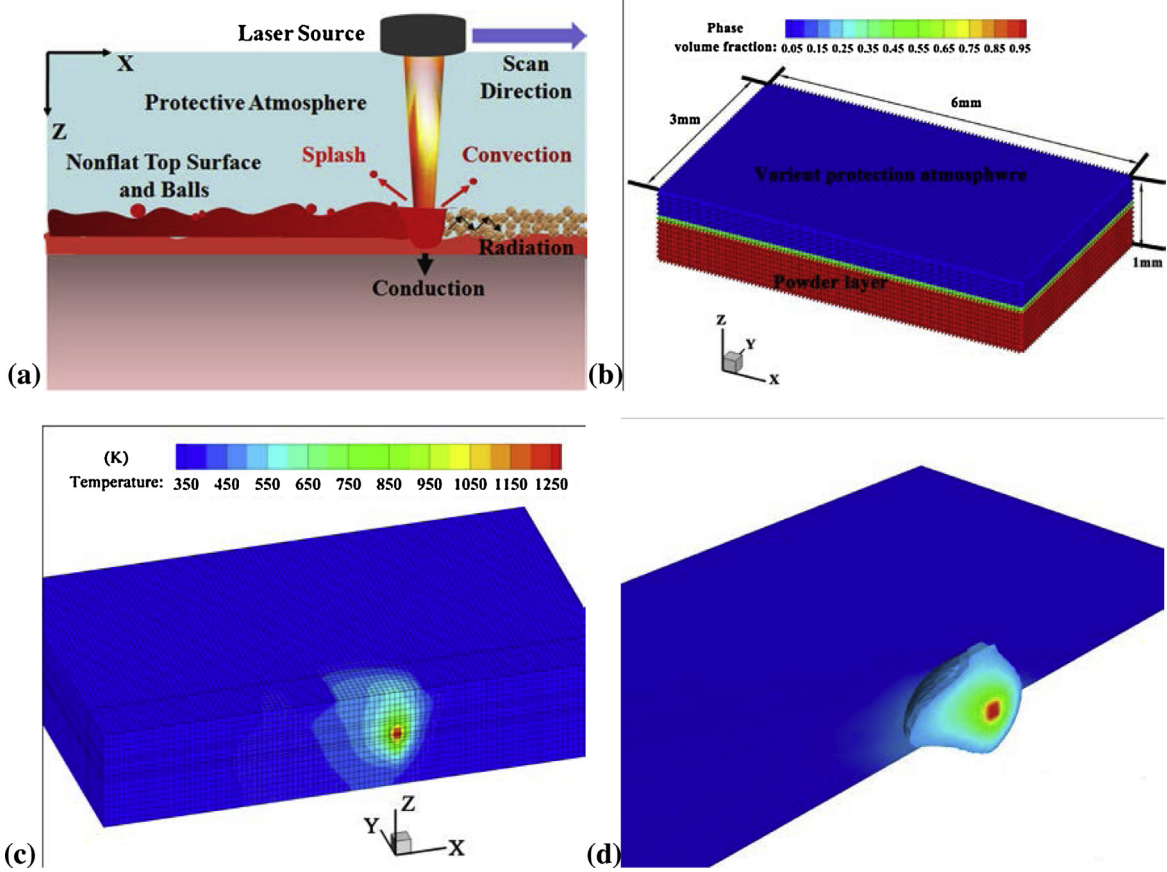 Laser Source
X
Scan
Direction
Protective Atmosphere
Z
Nonflat Top Surface
and Balls
Splash
Convection
Radiation
Conduction
(a)
Phase
volume fraction: 0.05 0.15 0.25 0.35 0.45 0.55 0.65 0.75 0.85 0.95
6mm
3mm
Varient protection atmosphwre
1mm
Powder layer
Z
Y
X
(b)
(K)
Temperature: 350 450 550 650 750 850 950 1050 1150 1250
Z
Y
X
(c)
(d)